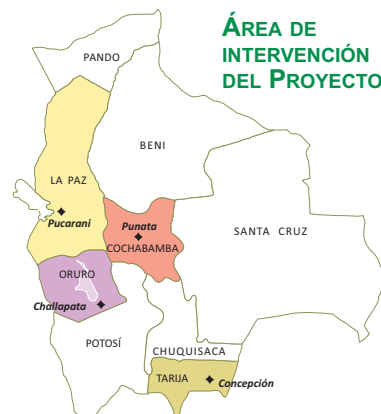 ÁREA DE
INTERVENCIÓN
DEL PROYECTO
PANDO
BENI
LA PAZ
Pucarani
Punata
COCHABAMBA
SANTA CRUZ
ORURO
Challapata
POTOSÍ
CHUQUISACA
TARIJA
Concepción